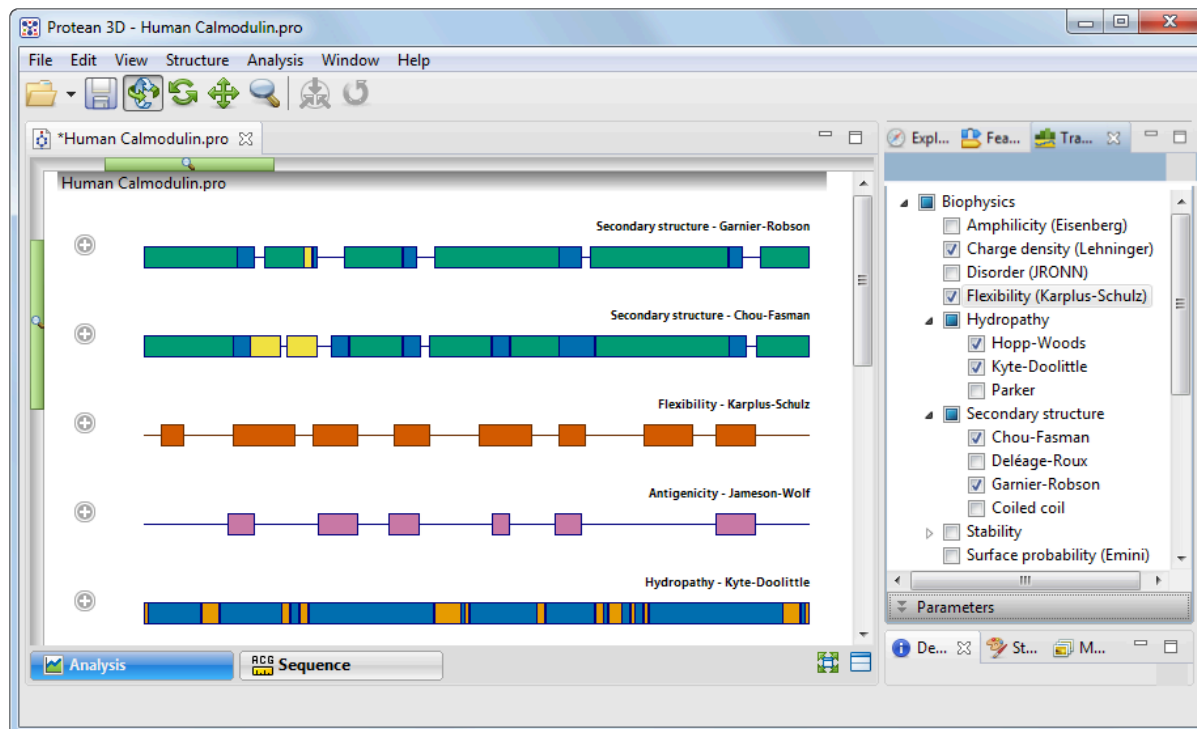 Protean 3D - Human Calmodulin.pro
File Edit View Structure Analysis Window Help
*Human Calmodulin.pro
Expl... Fea... Tra...
Human Calmodulin.pro
Secondary structure - Garnier-Robson
Secondary structure - Chou-Fasman
Flexibility - Karplus-Schulz
Antigenicity - Jameson-Wolf
Hydropathy - Kyte-Doolittle
Biophysics
Amphilicity (Eisenberg)
Charge density (Lehninger)
Disorder (JRONN)
Flexibility (Karplus-Schulz)
Hydropathy
Hopp-Woods
Kyte-Doolittle
Parker
Secondary structure
Chou-Fasman
Deléage-Roux
Garnier-Robson
Coiled coil
Stability
Surface probability (Emini)
Parameters
De... St... M...
Analysis
ACG Sequence